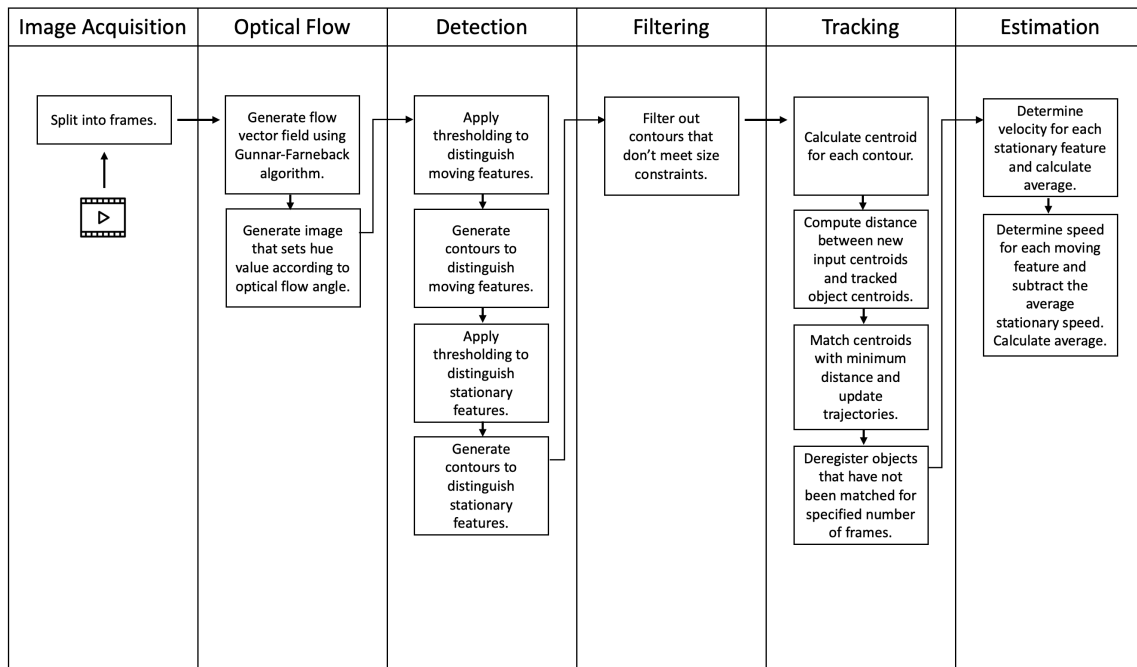 Image Acquisition
Optical Flow
Detection
Filtering
Tracking
Estimation
Split into frames.
Generate flow
vector field using
Gunnar-Farneback
algorithm.
Generate image
that sets hue
value according to
optical flow angle.
Apply
thresholding to
distinguish
moving features.
Generate
contours to
distinguish
moving features.
Apply
thresholding to
distinguish
stationary
features.
Generate
contours to
distinguish
stationary
features.
Filter out
contours that
don’t meet size
constraints.
Calculate centroid
for each contour.
Compute distance
between new
input centroids
and tracked
object centroids.
Match centroids
with minimum
distance and
update
trajectories.
Deregister objects
that have not
been matched for
specified number
of frames.
Determine
velocity for each
stationary feature
and calculate
average.
Determine speed
for each moving
feature and
subtract the
average
stationary speed.
Calculate average.